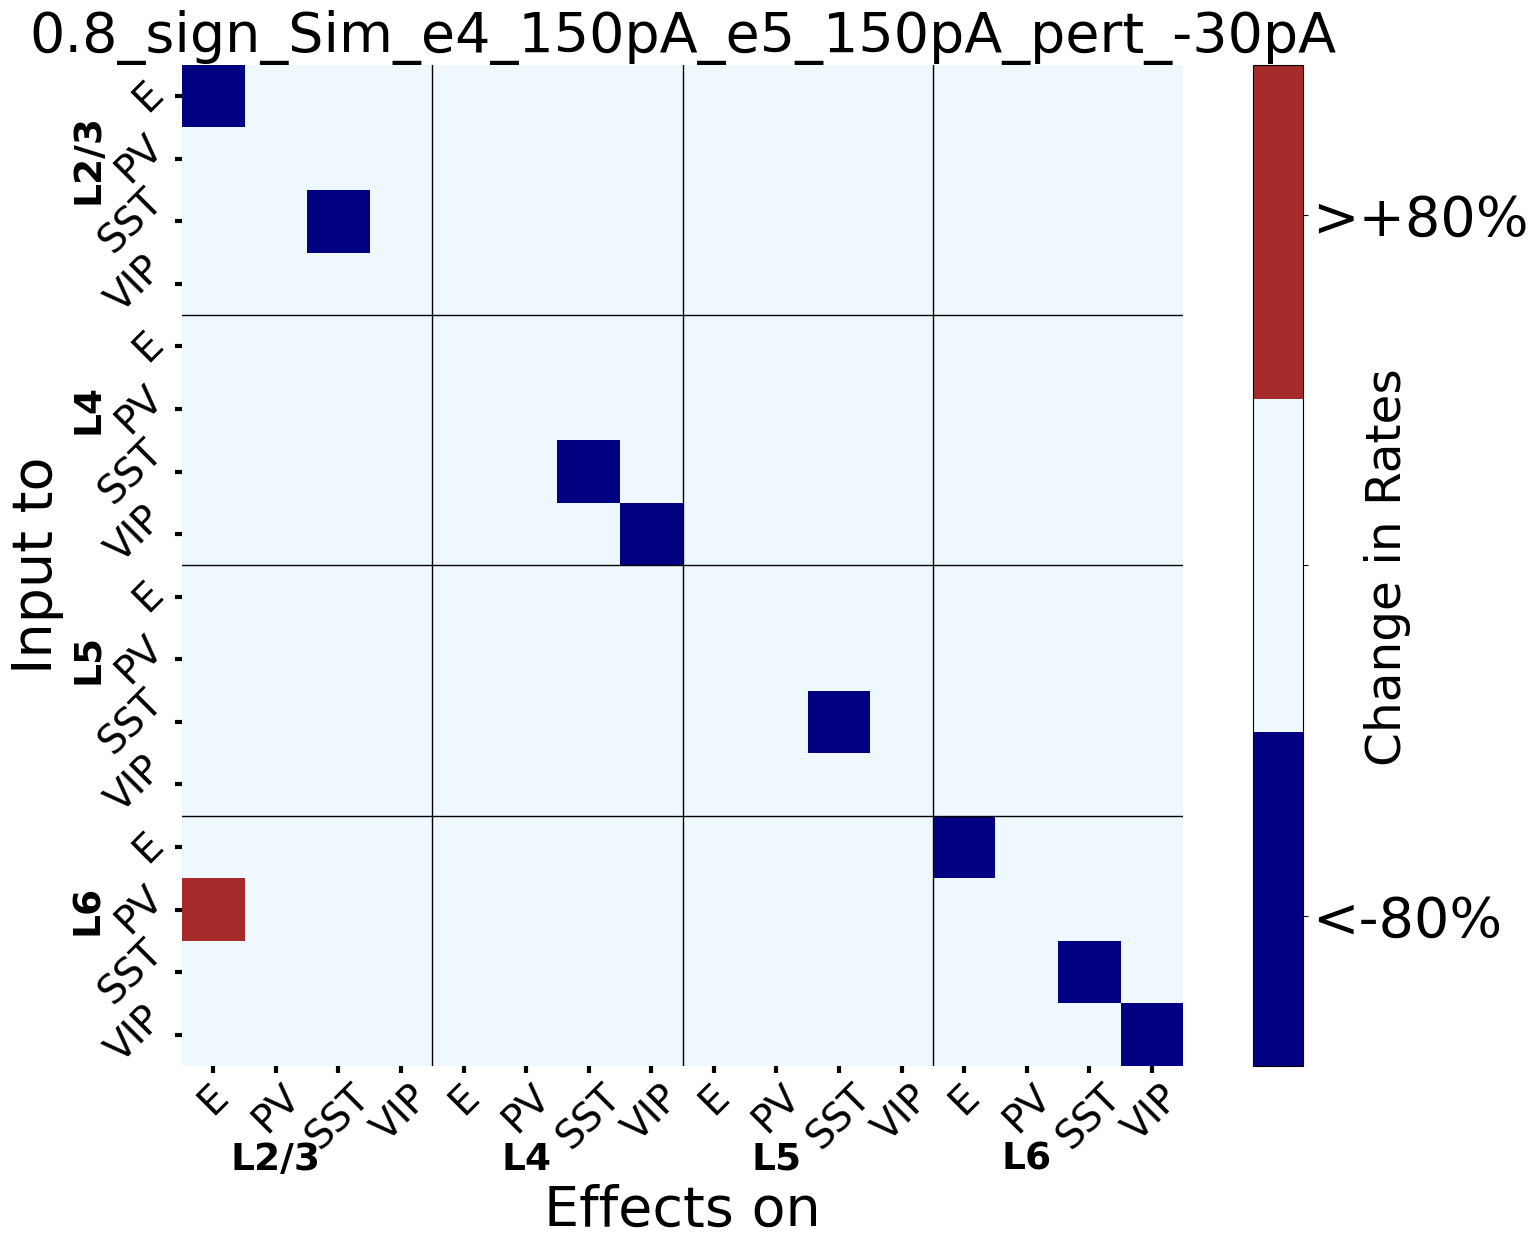 0.8_sign_Sim_e4_150pA_e5_150pA_pert_-30pA
Input to
L2/3
E
PV
SST
VIP
L4
E
PV
SST
VIP
L5
E
PV
SST
VIP
L6
E
PV
SST
VIP
E PV SST VIP E PV SST VIP E PV SST VIP E PV SST VIP
L2/3 L4 L5 L6
Effects on
>+80%
<-80%
Change in Rates